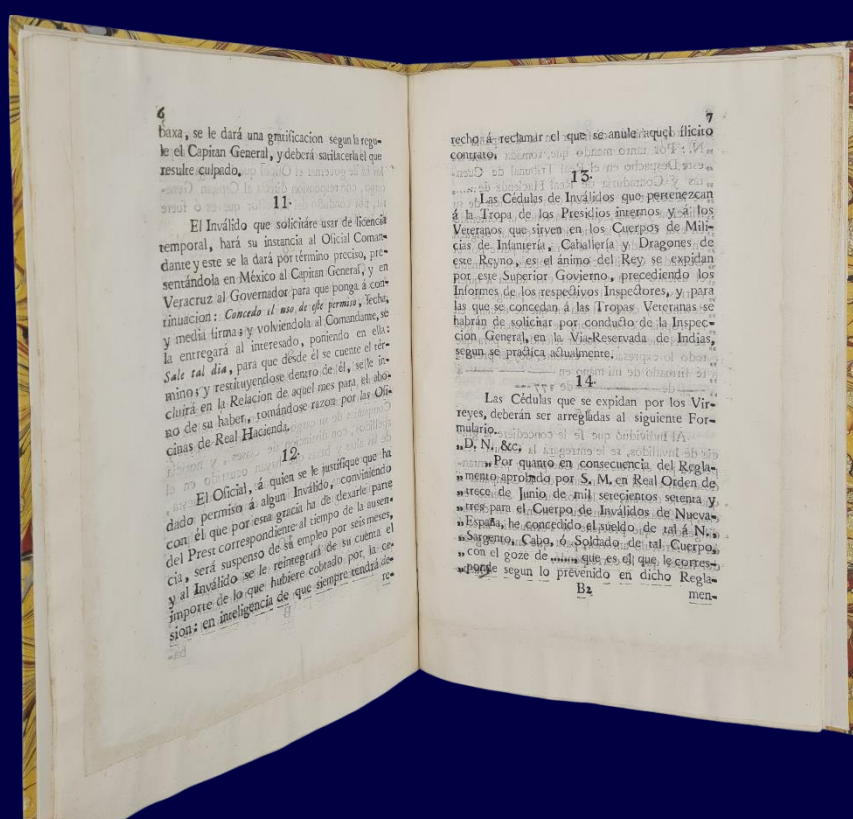 6
baxa, se le dará una gratificacion segun la regu-
le el Capitan General, y deberá satisfacerla el que
resulte culpado.
11.
El Inválido que solicitáre usar de licencia
temporal, hará su instancia al Oficial Coman-
dante y este se la dará por término preciso, pre-
sentándola en México al Capitan General, y en
Veracruz al Governador para que ponga á con-
tinuacion: Concedo el uso de este permiso, fecha,
y media firma; y volviendola al Comandante, se
la entregará al interesado, poniendo en ella:
Sale tal dia, para que desde él se cuente el tér-
mino; y restituyendose dentro de él, se le in-
cluirá en la Relacion de aquel mes para el abo-
no de su haber, tomándose razon por las Ofi-
cinas de Real Hacienda.
12.
El Oficial, á quien se le justifique que ha
dado permiso á algun Inválido, conviniendo
con él que por esta gracia ha de dexarle parte
del Prest correspondiente al tiempo de la ausen-
cia, será suspenso de su empleo por seis meses,
y al Inválido se le reintegrará de su cuenta el
importe de lo que hubiere cobrado por la ce-
sion: en inteligencia de que siempre tendrá de-
re-
7
recho á reclamar el que se anule aquel ílicito
contrato.
13.
Las Cédulas de Inválidos que pertenezcan
á la Tropa de los Presidios internos y á los
Veteranos que sirven en los Cuerpos de Mili-
cias de Infantería, Caballería y Dragones de
este Reyno, es el ánimo del Rey se expidan
por este Superior Govierno, precediendo los
Informes de los respectivos Inspectores, y para
las que se concedan á las Tropas Veteranas se
habrán de solicitar por conducto de la Inspec-
cion General, en la Via-Reservada de Indias,
segun se practica actualmente.
14.
Las Cédulas que se expidan por los Vir-
reyes, deberán ser arregladas al siguiente For-
mulario.
„D. N. &c.
„Por quanto en consecuencia del Regla-
„mento aprobado por S. M. en Real Orden de
„trece de Junio de mil setecientos setenta y
„tres para el Cuerpo de Inválidos de Nueva-
„España, he concedido el sueldo de tal á N.,
„Sargento, Cabo, ó Soldado de tal Cuerpo,
„con el goze de ...... que es el que le corres-
„ponde segun lo prevenido en dicho Regla-
B2
men-